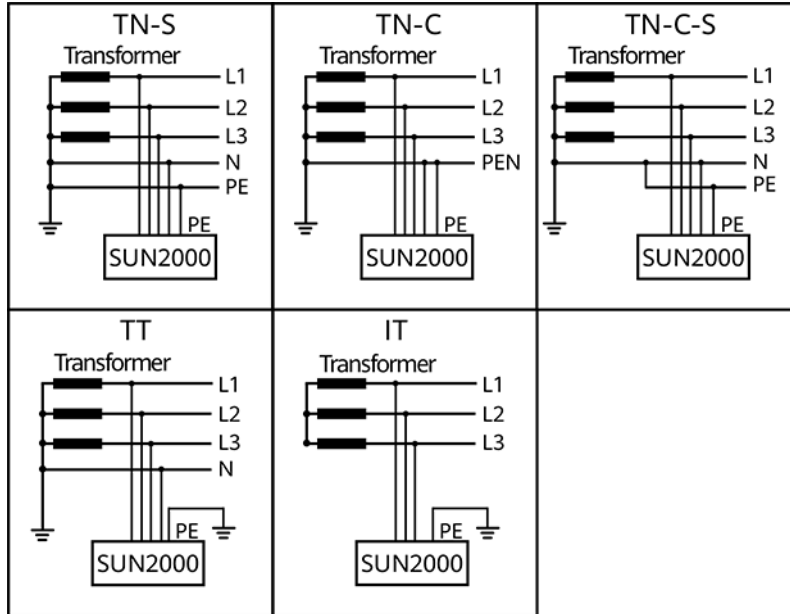 TN-S
Transformer
L1
L2
L3
N
PE
PE
SUN2000
TN-C
Transformer
L1
L2
L3
PEN
PE
SUN2000
TN-C-S
Transformer
L1
L2
L3
N
PE
PE
SUN2000
TT
Transformer
L1
L2
L3
N
PE
SUN2000
IT
Transformer
L1
L2
L3
PE
SUN2000